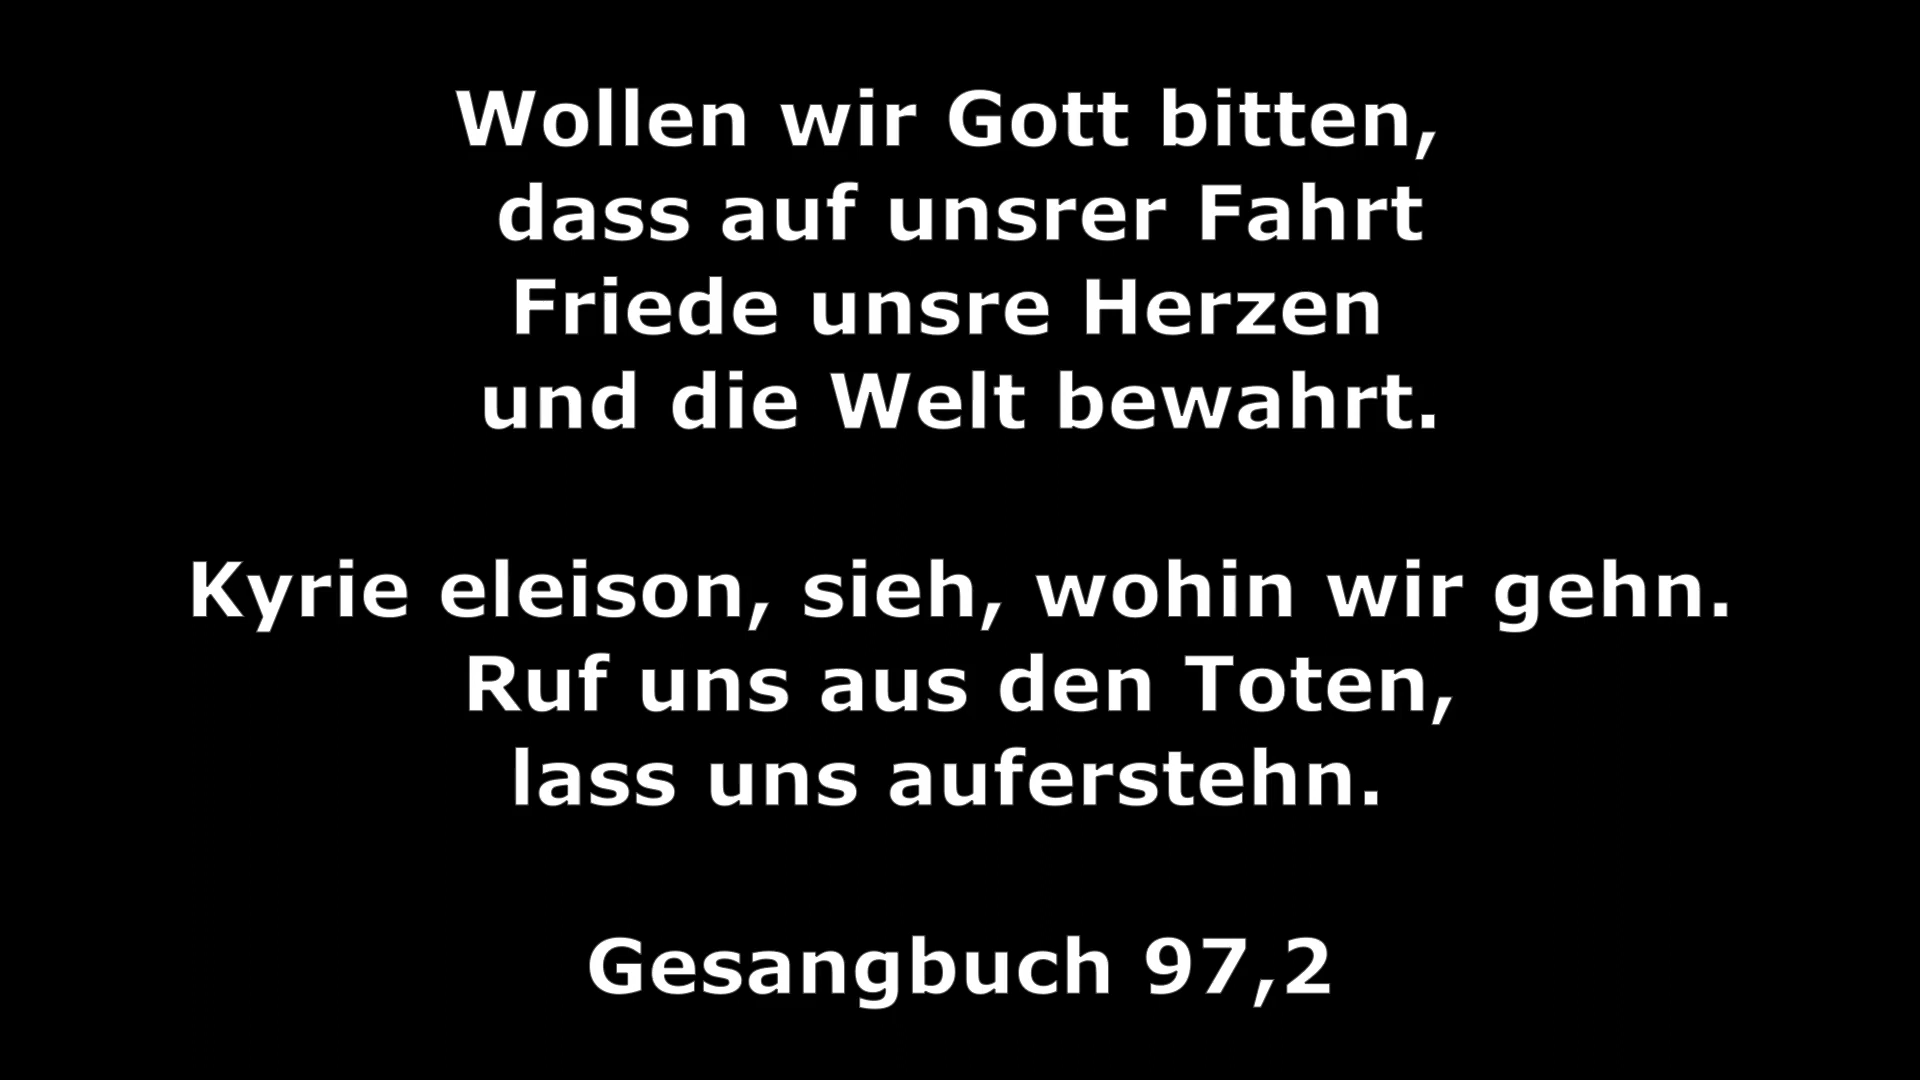 Wollen wir Gott bitten,
dass auf unsrer Fahrt
Friede unsre Herzen
und die Welt bewahrt.
Kyrie eleison, sieh, wohin wir gehn.
Ruf uns aus den Toten,
lass uns auferstehn.
Gesangbuch 97,2